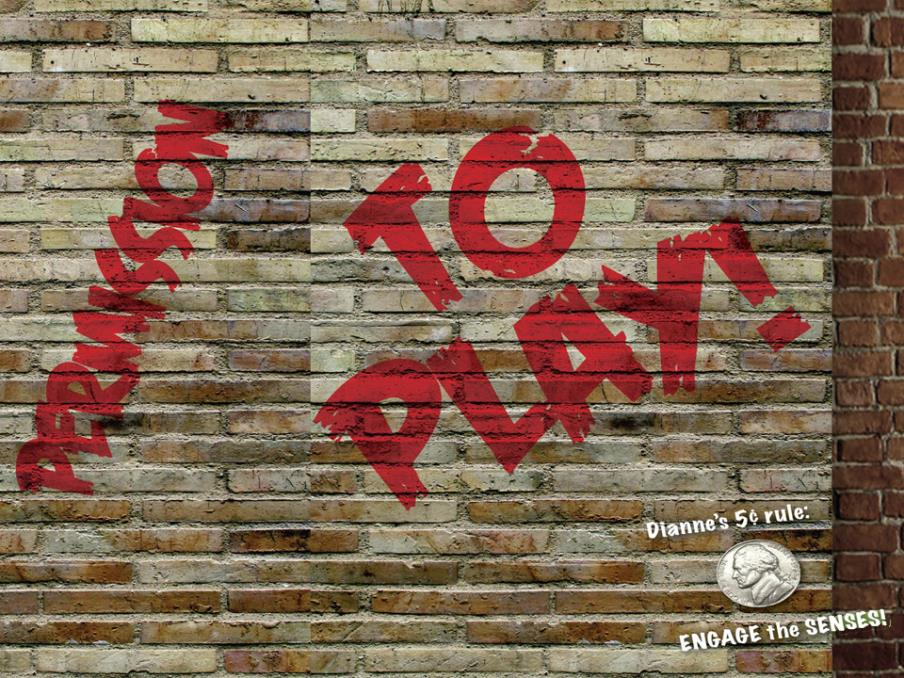 PERMISSION
TO
PLAY!
Dianne's 5¢ rule:
ENGAGE the SENSES!